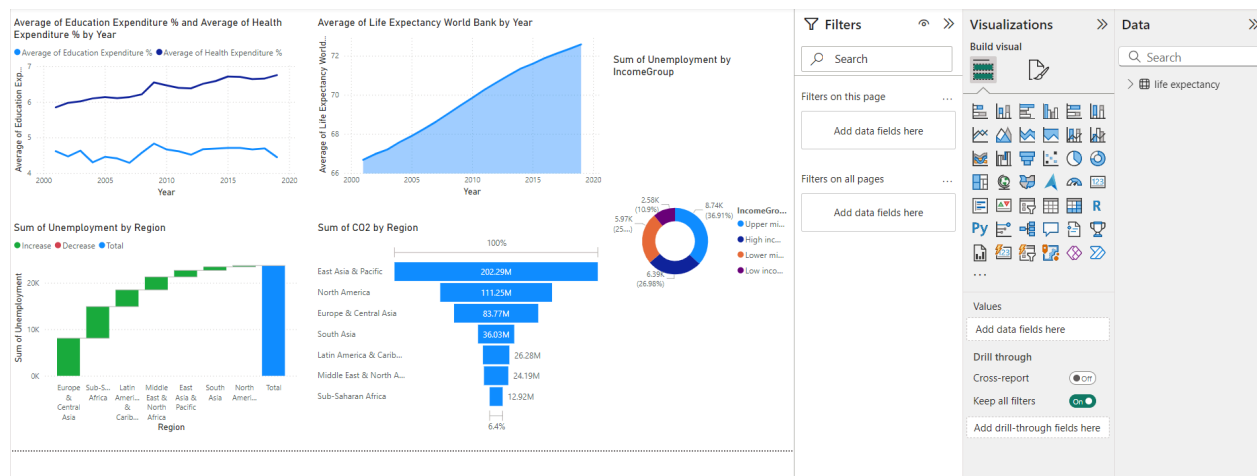 Average of Education Expenditure % and Average of Health
Expenditure % by Year
Average of Education Expenditure % Average of Health Expenditure %
Average of Education Exp...
7
6
5
4
2000 2005 2010 2015 2020
Year
Average of Life Expectancy World Bank by Year
Average of Life Expectancy World...
72
70
68
66
2000 2005 2010 2015 2020
Year
Sum of Unemployment by
IncomeGroup
2.58K
(10.9%)
8.74K
(36.91%)
5.97K
(25....)
6.39K
(26.98%)
IncomeGro...
Upper mi...
High inc...
Lower mi...
Low inco...
Sum of Unemployment by Region
Increase Decrease Total
Sum of Unemployment
20K
10K
0K
Europe
&
Central
Asia
Sub-S...
Africa
Latin
Ameri...
&
Carib...
Middle
East &
North
Africa
East
Asia &
Pacific
South
Asia
North
Ameri...
Total
Region
Sum of CO2 by Region
100%
East Asia & Pacific 202.29M
North America 111.25M
Europe & Central Asia 83.77M
South Asia 36.03M
Latin America & Carib... 26.28M
Middle East & North A... 24.19M
Sub-Saharan Africa 12.92M
6.4%
Filters
Search
Filters on this page ...
Add data fields here
Filters on all pages ...
Add data fields here
Visualizations
Build visual
123
R
Py
123
...
Values
Add data fields here
Drill through
Cross-report Off
Keep all filters On
Add drill-through fields here
Data
Search
life expectancy